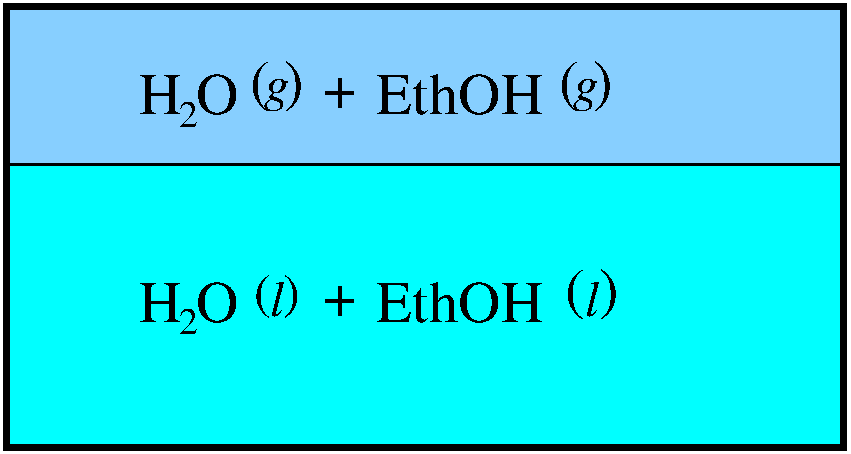 H₂O (g) + EthOH (g)
H₂O (l) + EthOH (l)